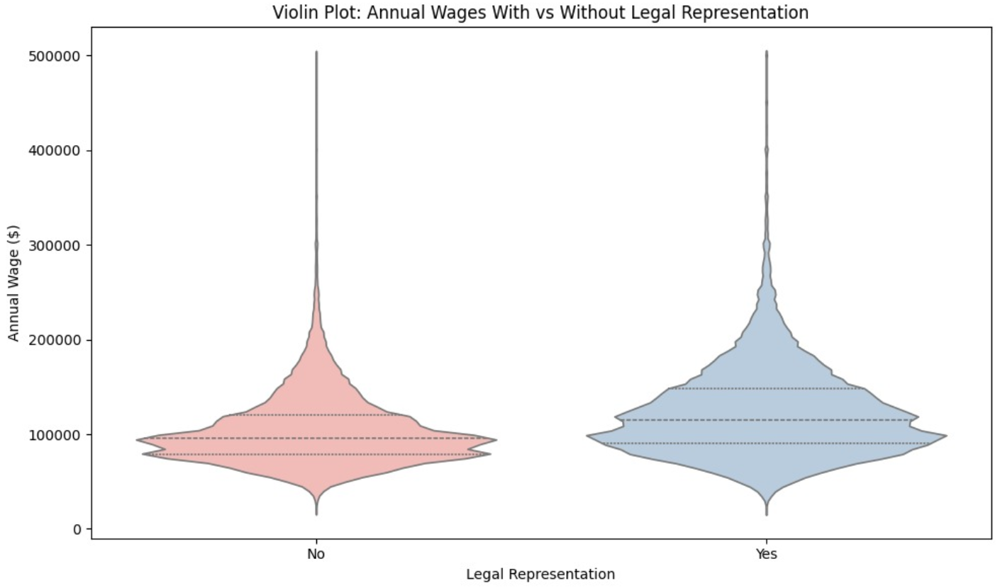 Violin Plot: Annual Wages With vs Without Legal Representation
Annual Wage ($)
500000
400000
300000
200000
100000
0
No
Yes
Legal Representation